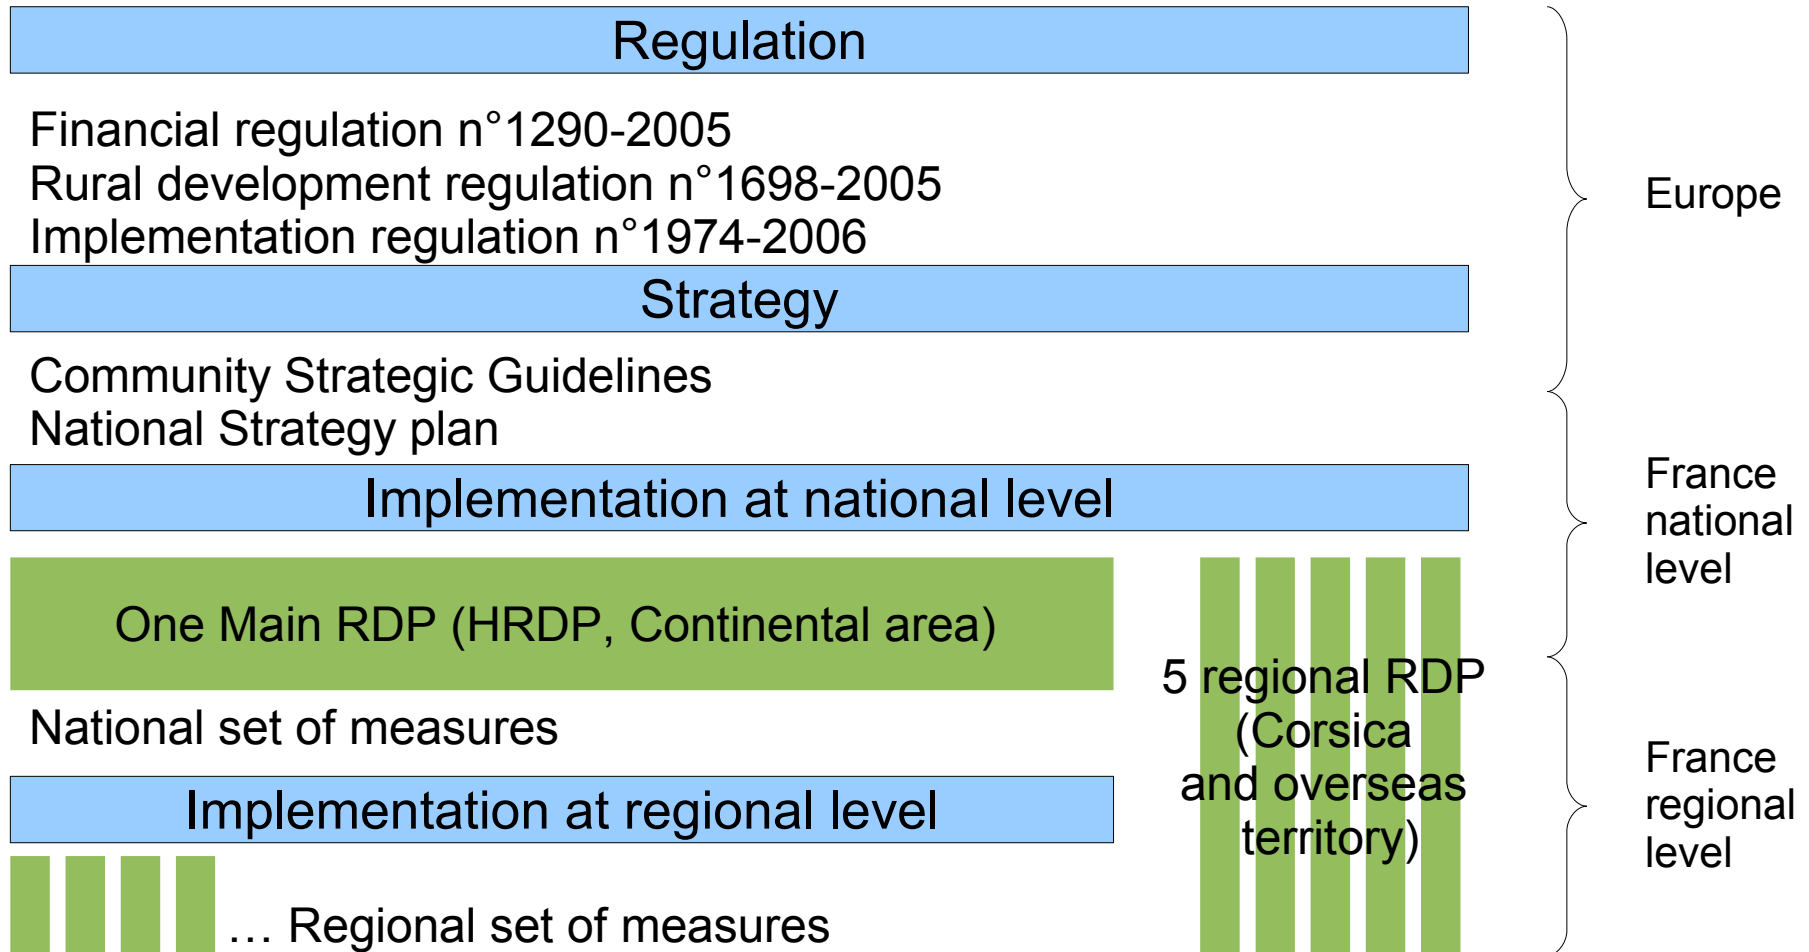 Regulation
Financial regulation n°1290-2005
Rural development regulation n°1698-2005
Implementation regulation n°1974-2006
Europe
Strategy
Community Strategic Guidelines
National Strategy plan
Implementation at national level
France
national
level
One Main RDP (HRDP, Continental area)
5 regional RDP
(Corsica
and overseas
territory)
National set of measures
Implementation at regional level
France
regional
level
… Regional set of measures